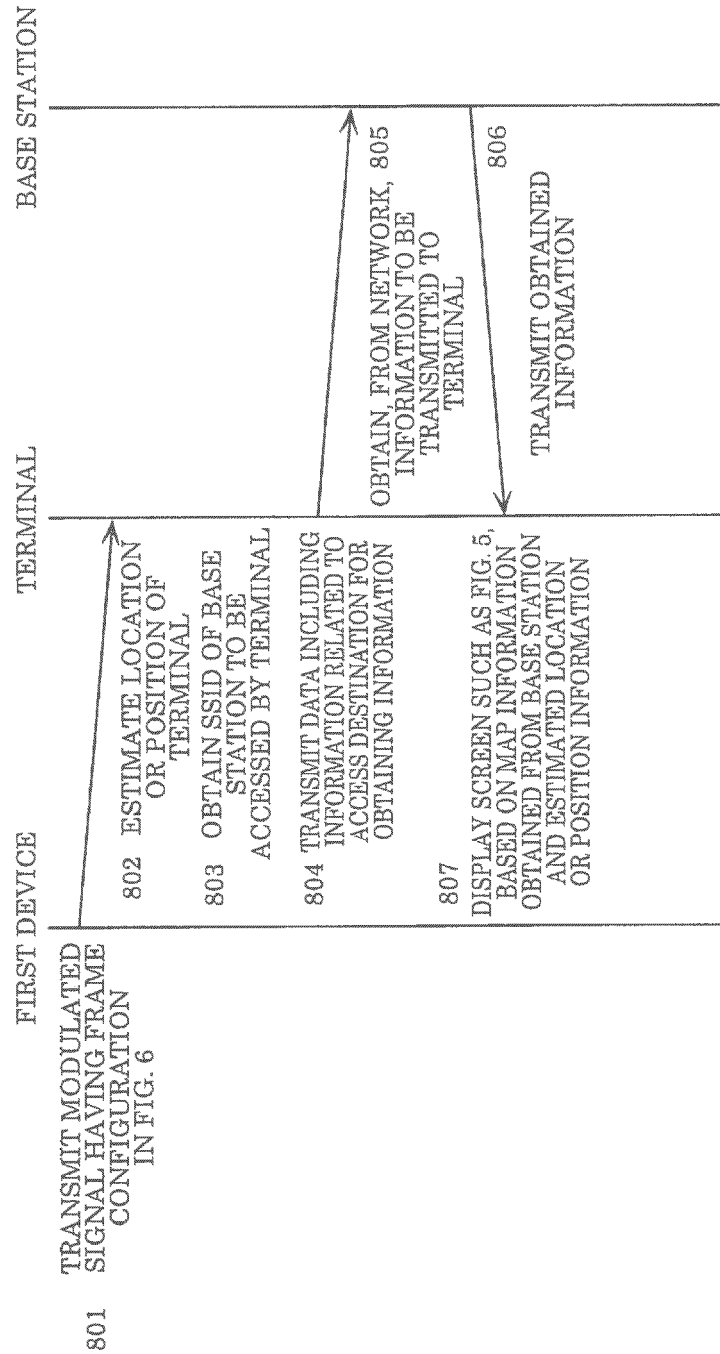 FIRST DEVICE
TERMINAL
BASE STATION
801
TRANSMIT MODULATED
SIGNAL HAVING FRAME
CONFIGURATION
IN FIG. 6
802
ESTIMATE LOCATION
OR POSITION OF
TERMINAL
803
OBTAIN SSID OF BASE
STATION TO BE
ACCESSED BY TERMINAL
804
TRANSMIT DATA INCLUDING
INFORMATION RELATED TO
ACCESS DESTINATION FOR
OBTAINING INFORMATION
OBTAIN, FROM NETWORK, 805
INFORMATION TO BE
TRANSMITTED TO
TERMINAL
806
TRANSMIT OBTAINED
INFORMATION
807
DISPLAY SCREEN SUCH AS FIG. 5,
BASED ON MAP INFORMATION
OBTAINED FROM BASE STATION
AND ESTIMATED LOCATION
OR POSITION INFORMATION